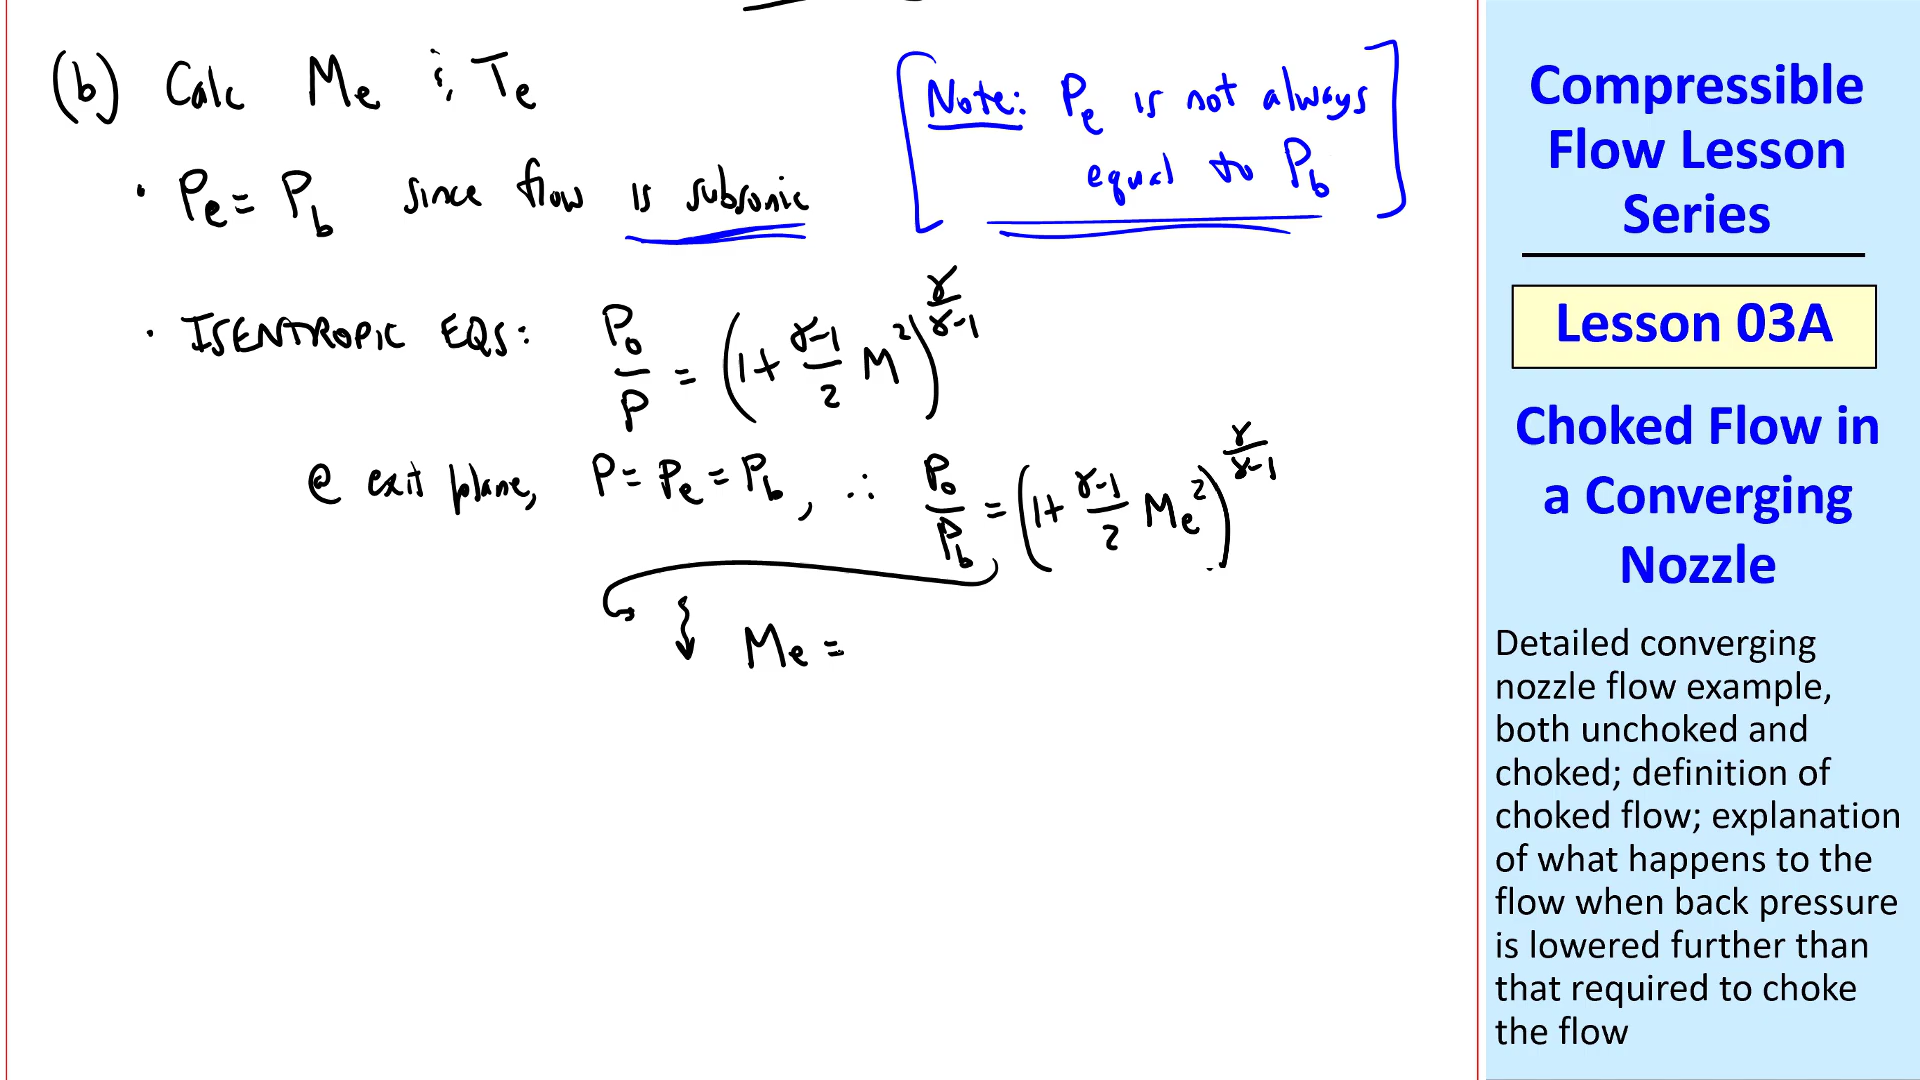 (b) Calc Me & Te
[Note: Pe is not always
equal to Pb]
• Pe = Pb since flow is subsonic
• ISENTROPIC EQS: P₀/P = (1 + (γ-1)/2 M²)^(γ/(γ-1))
@ exit plane, P = Pe = Pb, ∴ P₀/Pb = (1 + (γ-1)/2 Me²)^(γ/(γ-1))
Me =
Compressible
Flow Lesson
Series
Lesson 03A
Choked Flow in
a Converging
Nozzle
Detailed converging
nozzle flow example,
both unchoked and
choked; definition of
choked flow; explanation
of what happens to the
flow when back pressure
is lowered further than
that required to choke
the flow